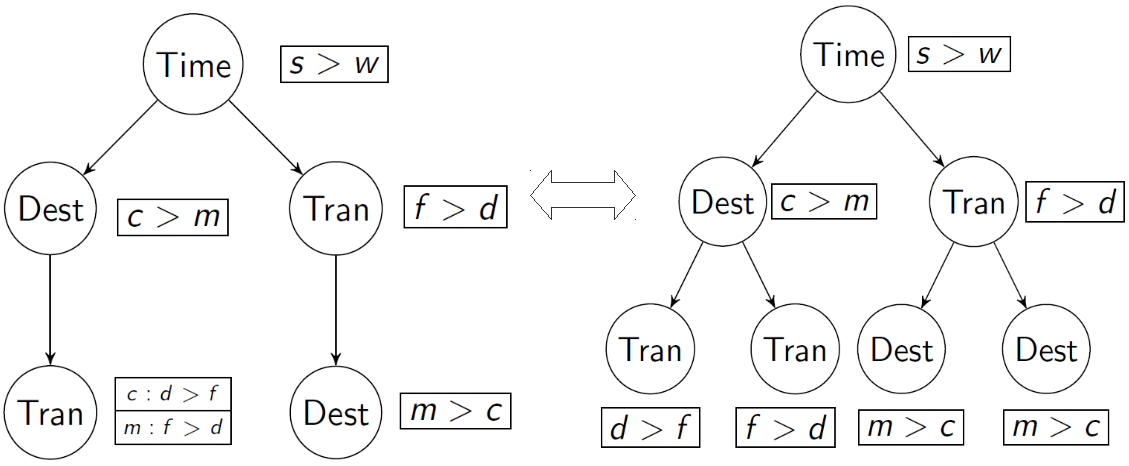 Time
s > w
Dest
c > m
Tran
f > d
Tran
c : d > f
m : f > d
Dest
m > c
Time
s > w
Dest
c > m
Tran
f > d
Tran
d > f
Tran
f > d
Dest
m > c
Dest
m > c